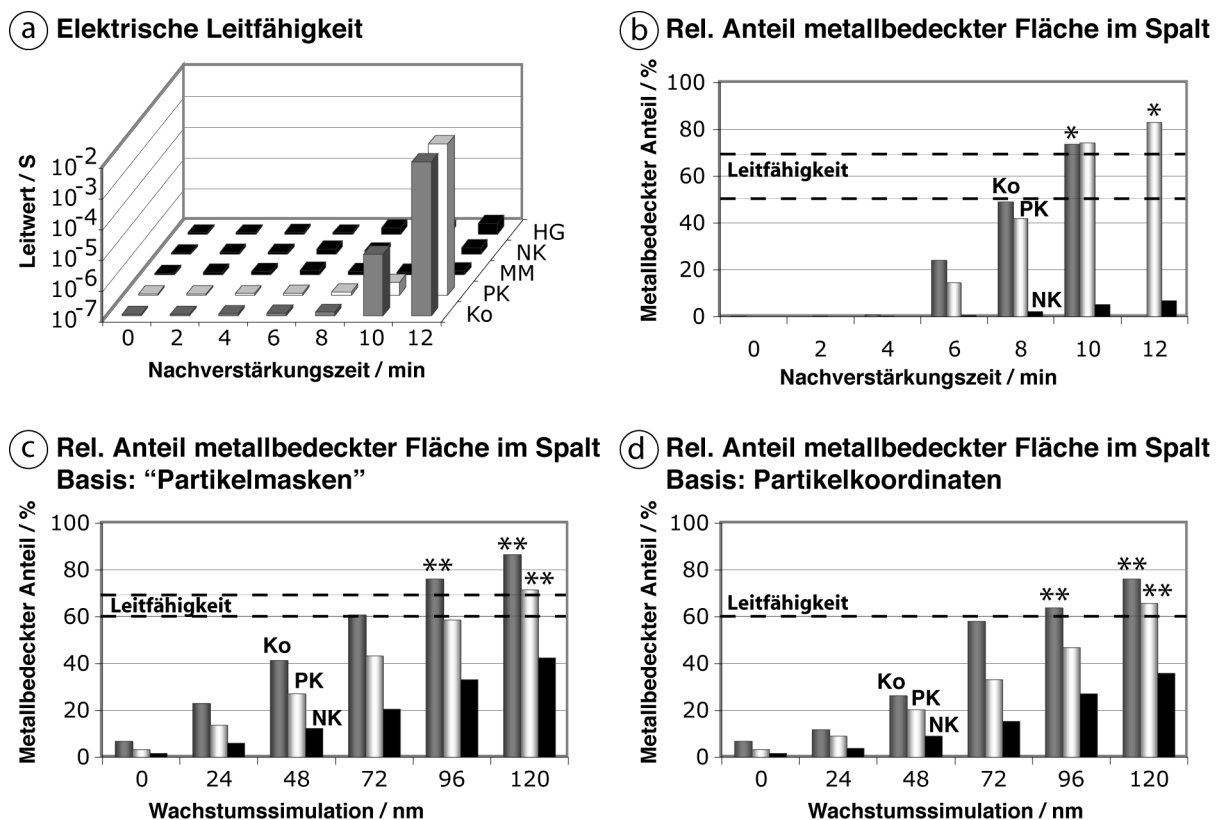 a Elektrische Leitfähigkeit
Leitwert / S
10-2
10-3
10-4
10-5
10-6
10-7
0 2 4 6 8 10 12
HG
NK
MM
PK
Ko
Nachverstärkungszeit / min
b Rel. Anteil metallbedeckter Fläche im Spalt
Metallbedeckter Anteil / %
100
80
60
40
20
0
Leitfähigkeit
Ko
PK
NK
*
*
0 2 4 6 8 10 12
Nachverstärkungszeit / min
c Rel. Anteil metallbedeckter Fläche im Spalt
Basis: “Partikelmasken”
Metallbedeckter Anteil / %
100
80
60
40
20
0
Leitfähigkeit
Ko
PK
NK
**
**
**
0 24 48 72 96 120
Wachstumssimulation / nm
d Rel. Anteil metallbedeckter Fläche im Spalt
Basis: Partikelkoordinaten
Metallbedeckter Anteil / %
100
80
60
40
20
0
Leitfähigkeit
Ko
PK
NK
**
**
**
0 24 48 72 96 120
Wachstumssimulation / nm